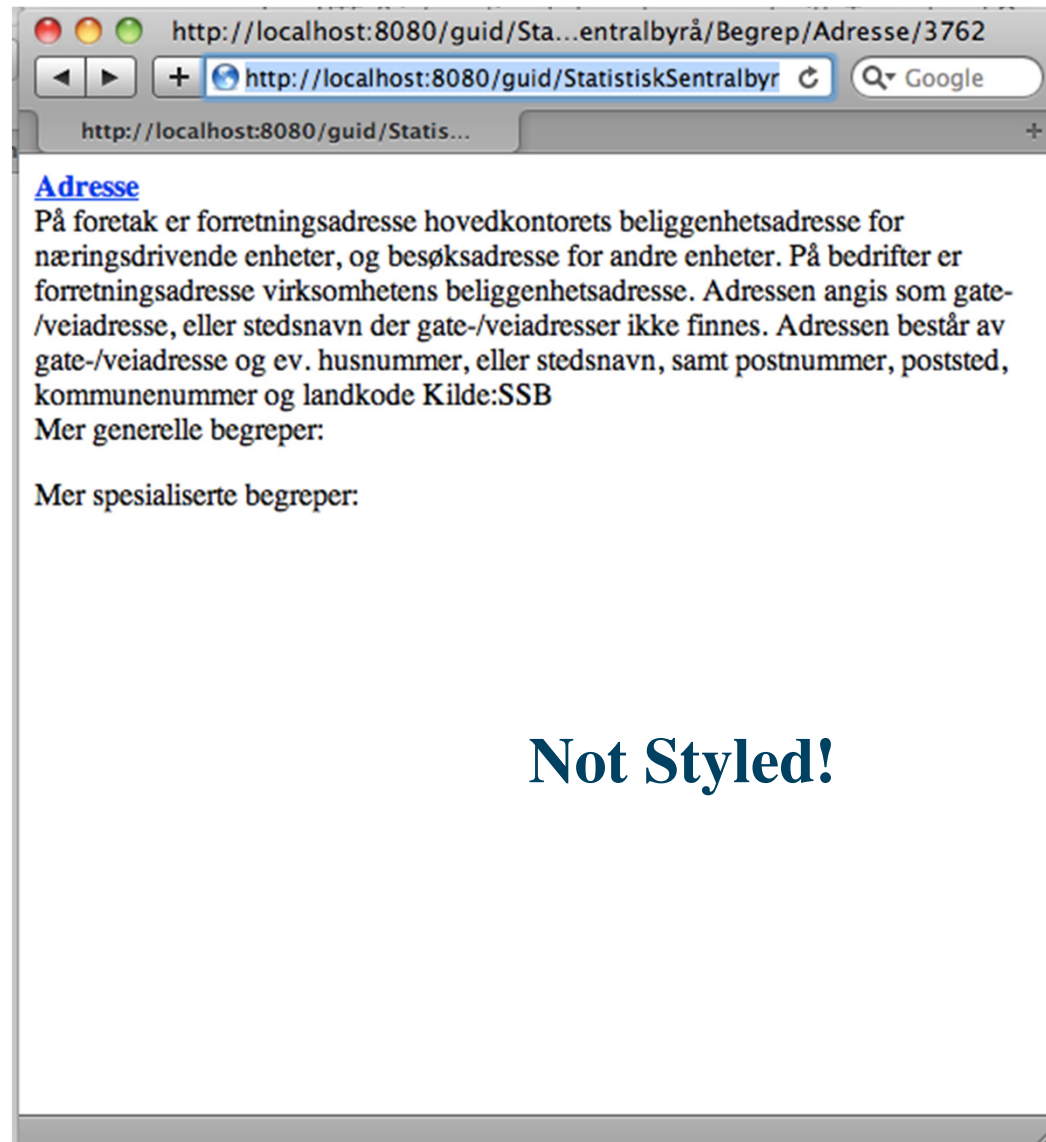 http://localhost:8080/guid/Sta...entralbyrå/Begrep/Adresse/3762
http://localhost:8080/guid/StatistiskSentralbyr
Google
http://localhost:8080/guid/Statis...
Adresse
På foretak er forretningsadresse hovedkontorets beliggenhetsadresse for
næringsdrivende enheter, og besøksadresse for andre enheter. På bedrifter er
forretningsadresse virksomhetens beliggenhetsadresse. Adressen angis som gate-
/veiadresse, eller stedsnavn der gate-/veiadresser ikke finnes. Adressen består av
gate-/veiadresse og ev. husnummer, eller stedsnavn, samt postnummer, poststed,
kommunenummer og landkode Kilde:SSB
Mer generelle begreper:
Mer spesialiserte begreper:
Not Styled!